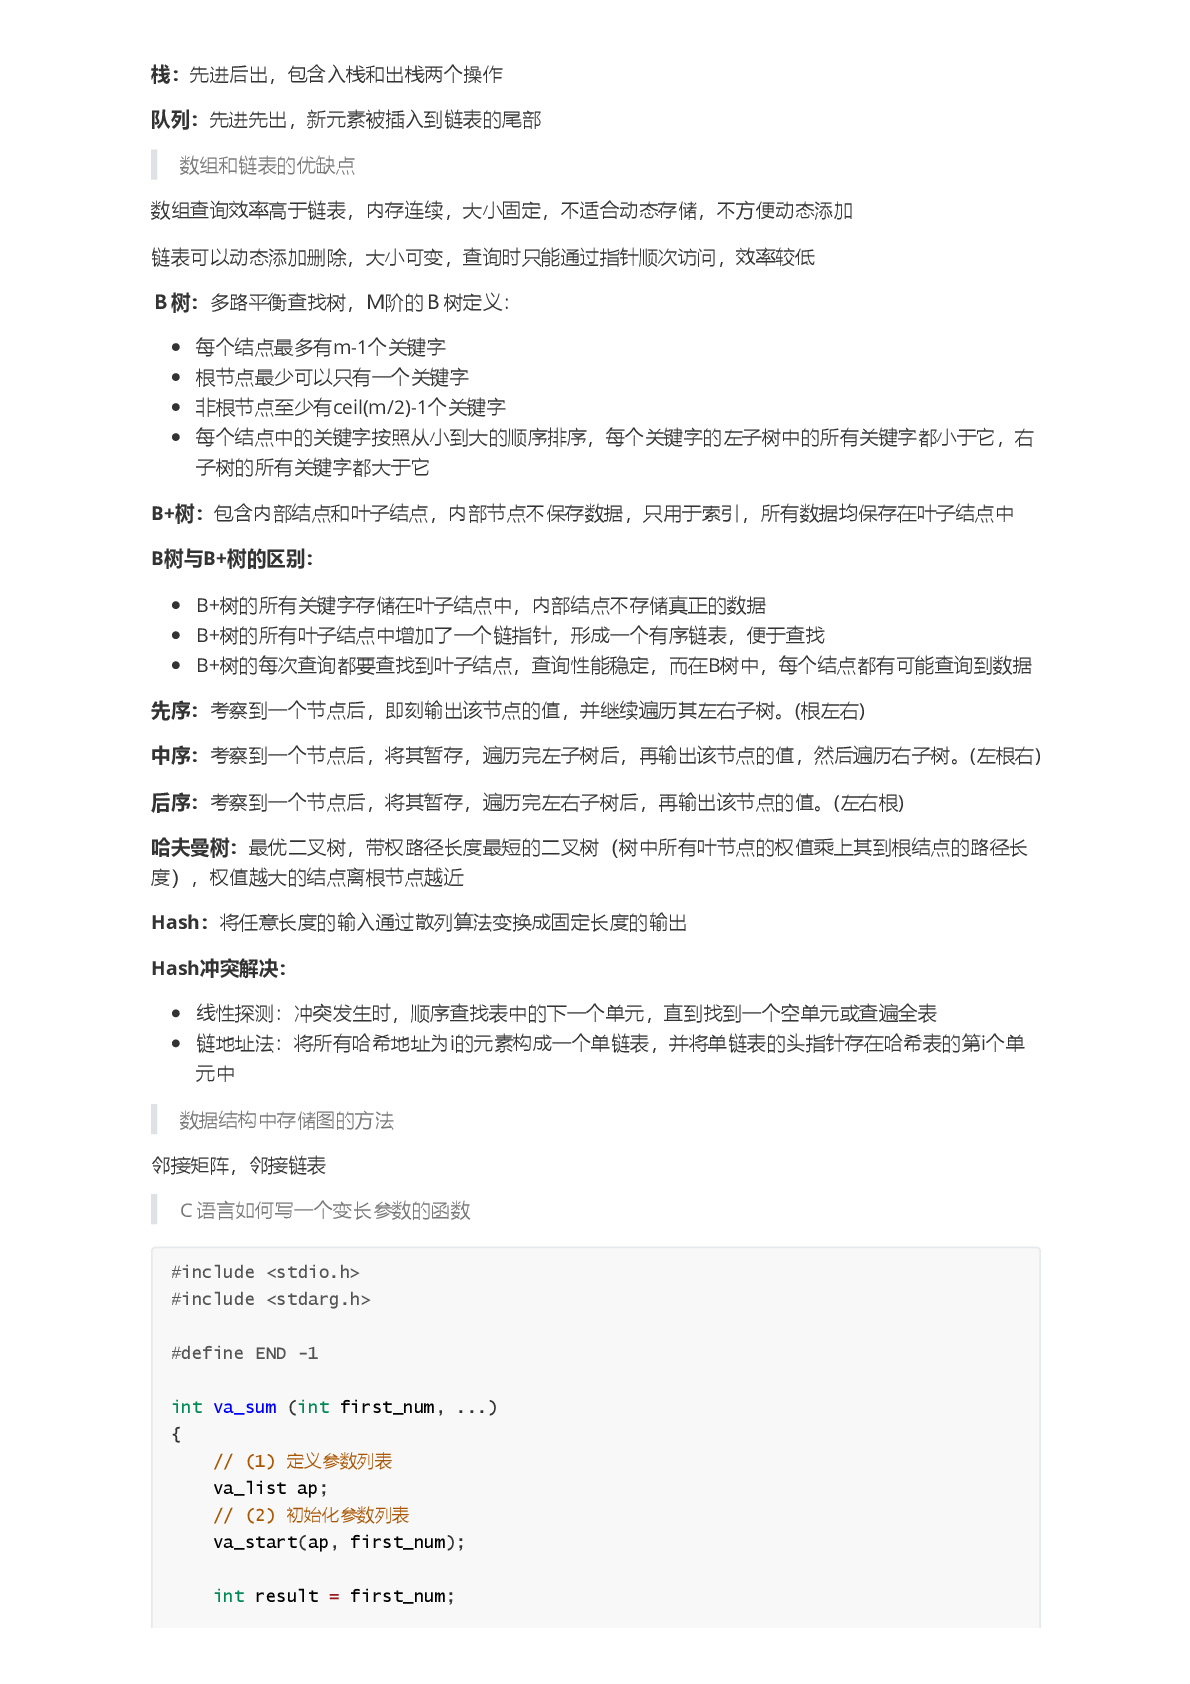 栈：先进后出，包含入栈和出栈两个操作
队列：先进先出，新元素被插入到链表的尾部
数组和链表的优缺点
数组查询效率高于链表，内存连续，大小固定，不适合动态存储，不方便动态添加
链表可以动态添加删除，大小可变，查询时只能通过指针顺次访问，效率较低
B 树：多路平衡查找树，M阶的 B 树定义：
• 每个结点最多有m-1个关键字
• 根节点最少可以只有一个关键字
• 非根节点至少有ceil(m/2)-1个关键字
• 每个结点中的关键字按照从小到大的顺序排序，每个关键字的左子树中的所有关键字都小于它，右
子树的所有关键字都大于它
B+树：包含内部结点和叶子结点，内部节点不保存数据，只用于索引，所有数据均保存在叶子结点中
B树与B+树的区别：
• B+树的所有关键字存储在叶子结点中，内部结点不存储真正的数据
• B+树的所有叶子结点中增加了一个链指针，形成一个有序链表，便于查找
• B+树的每次查询都要查找到叶子结点，查询性能稳定，而在B树中，每个结点都有可能查询到数据
先序：考察到一个节点后，即刻输出该节点的值，并继续遍历其左右子树。(根左右)
中序：考察到一个节点后，将其暂存，遍历完左子树后，再输出该节点的值，然后遍历右子树。(左根右)
后序：考察到一个节点后，将其暂存，遍历完左右子树后，再输出该节点的值。(左右根)
哈夫曼树：最优二叉树，带权路径长度最短的二叉树（树中所有叶节点的权值乘上其到根结点的路径长
度），权值越大的结点离根节点越近
Hash：将任意长度的输入通过散列算法变换成固定长度的输出
Hash冲突解决：
• 线性探测：冲突发生时，顺序查找表中的下一个单元，直到找到一个空单元或查遍全表
• 链地址法：将所有哈希地址为i的元素构成一个单链表，并将单链表的头指针存在哈希表的第i个单
元中
数据结构中存储图的方法
邻接矩阵，邻接链表
C 语言如何写一个变长参数的函数
#include <stdio.h>
#include <stdarg.h>
#define END -1
int va_sum (int first_num, ...)
{
    // (1) 定义参数列表
    va_list ap;
    // (2) 初始化参数列表
    va_start(ap, first_num);
    int result = first_num;